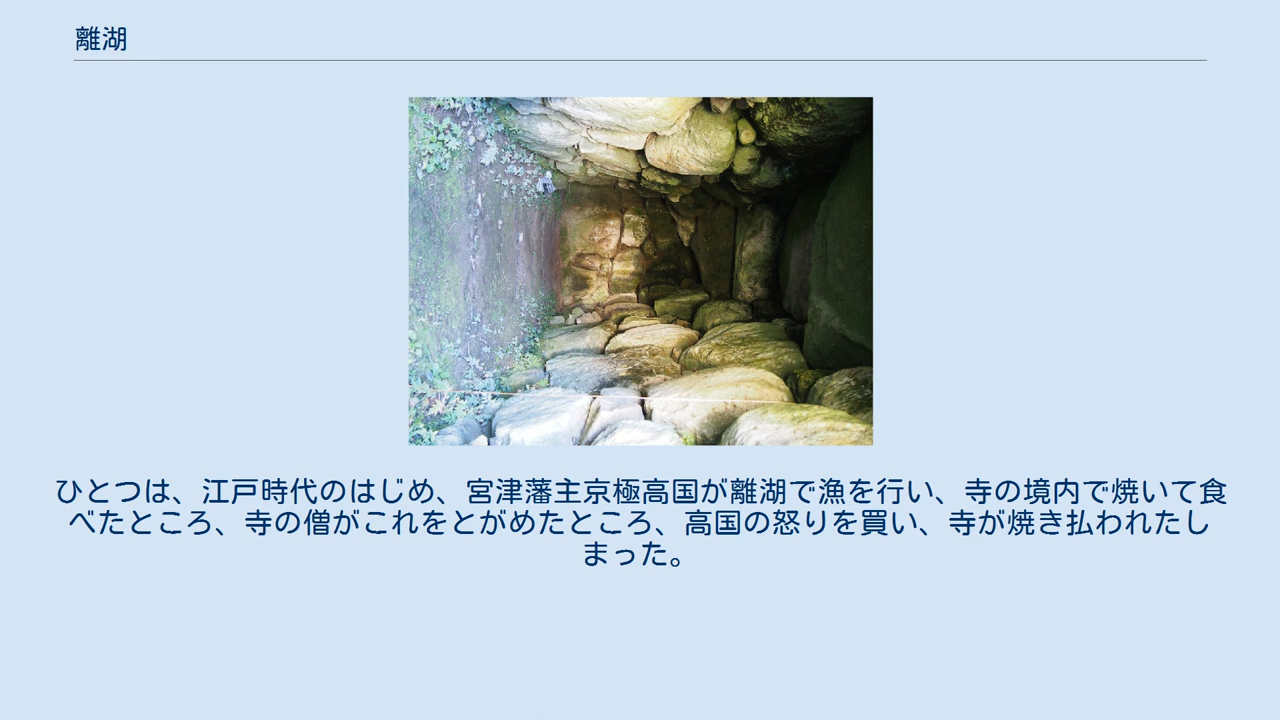 離湖
ひとつは、江戸時代のはじめ、宮津藩主京極高国が離湖で漁を行い、寺の境内で焼いて食
べたところ、寺の僧がこれをとがめたところ、高国の怒りを買い、寺が焼き払われたし
まった。